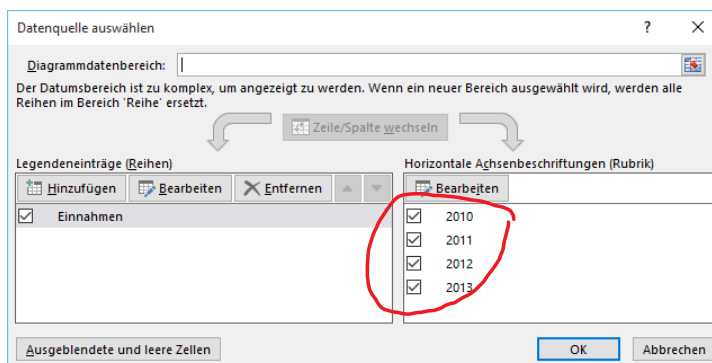 Datenquelle auswählen ? X
Diagrammdatenbereich:
Der Datumsbereich ist zu komplex, um angezeigt zu werden. Wenn ein neuer Bereich ausgewählt wird, werden alle
Reihen im Bereich 'Reihe' ersetzt.
Zeile/Spalte wechseln
Legendeneinträge (Reihen)
Hinzufügen Bearbeiten Entfernen
Einnahmen
Horizontale Achsenbeschriftungen (Rubrik)
Bearbeiten
2010
2011
2012
2013
Ausgeblendete und leere Zellen
OK Abbrechen